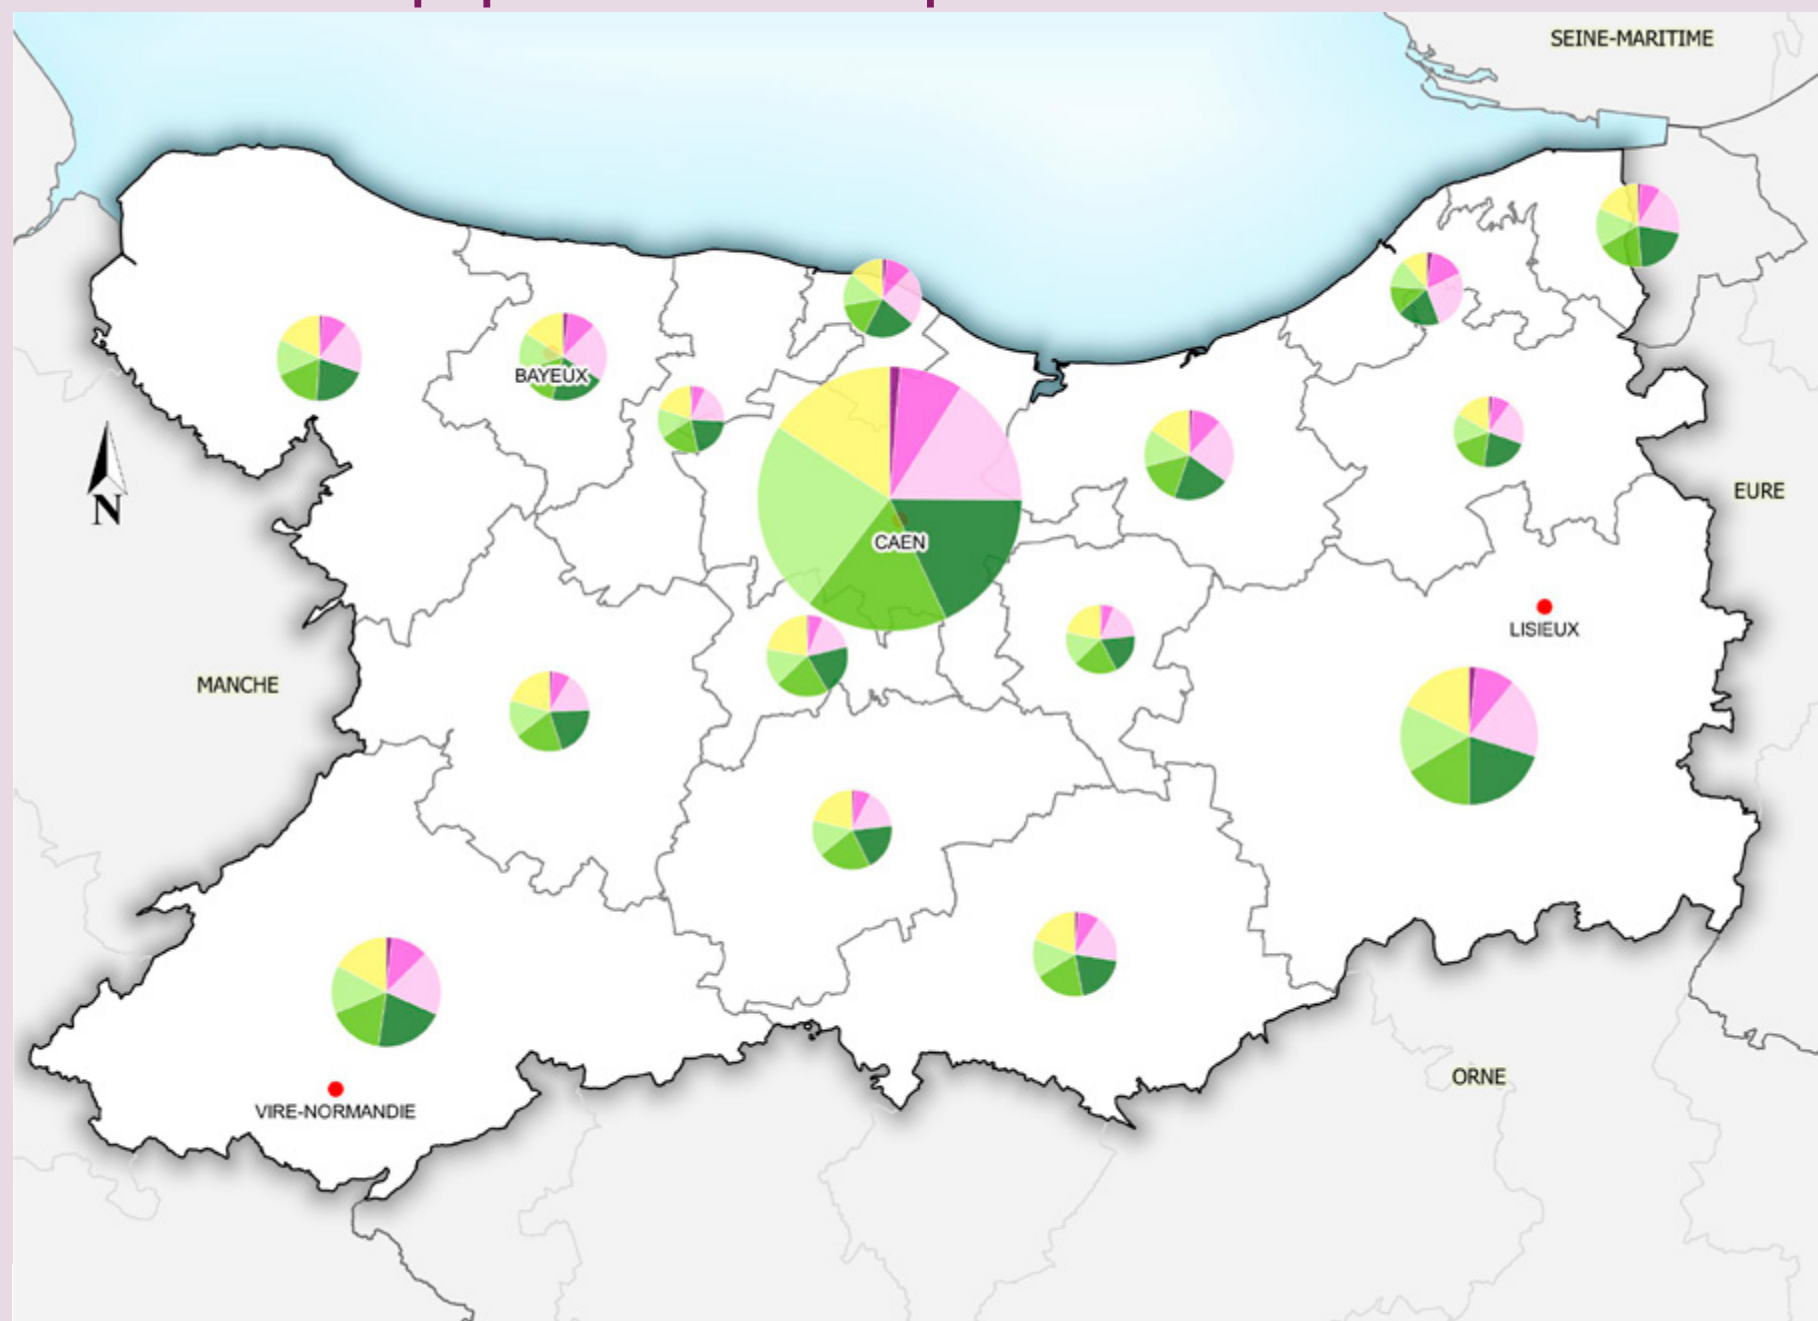 SEINE-MARITIME
BAYEUX
EURE
CAEN
LISIEUX
MANCHE
N
ORNE
VIRE-NORMANDIE